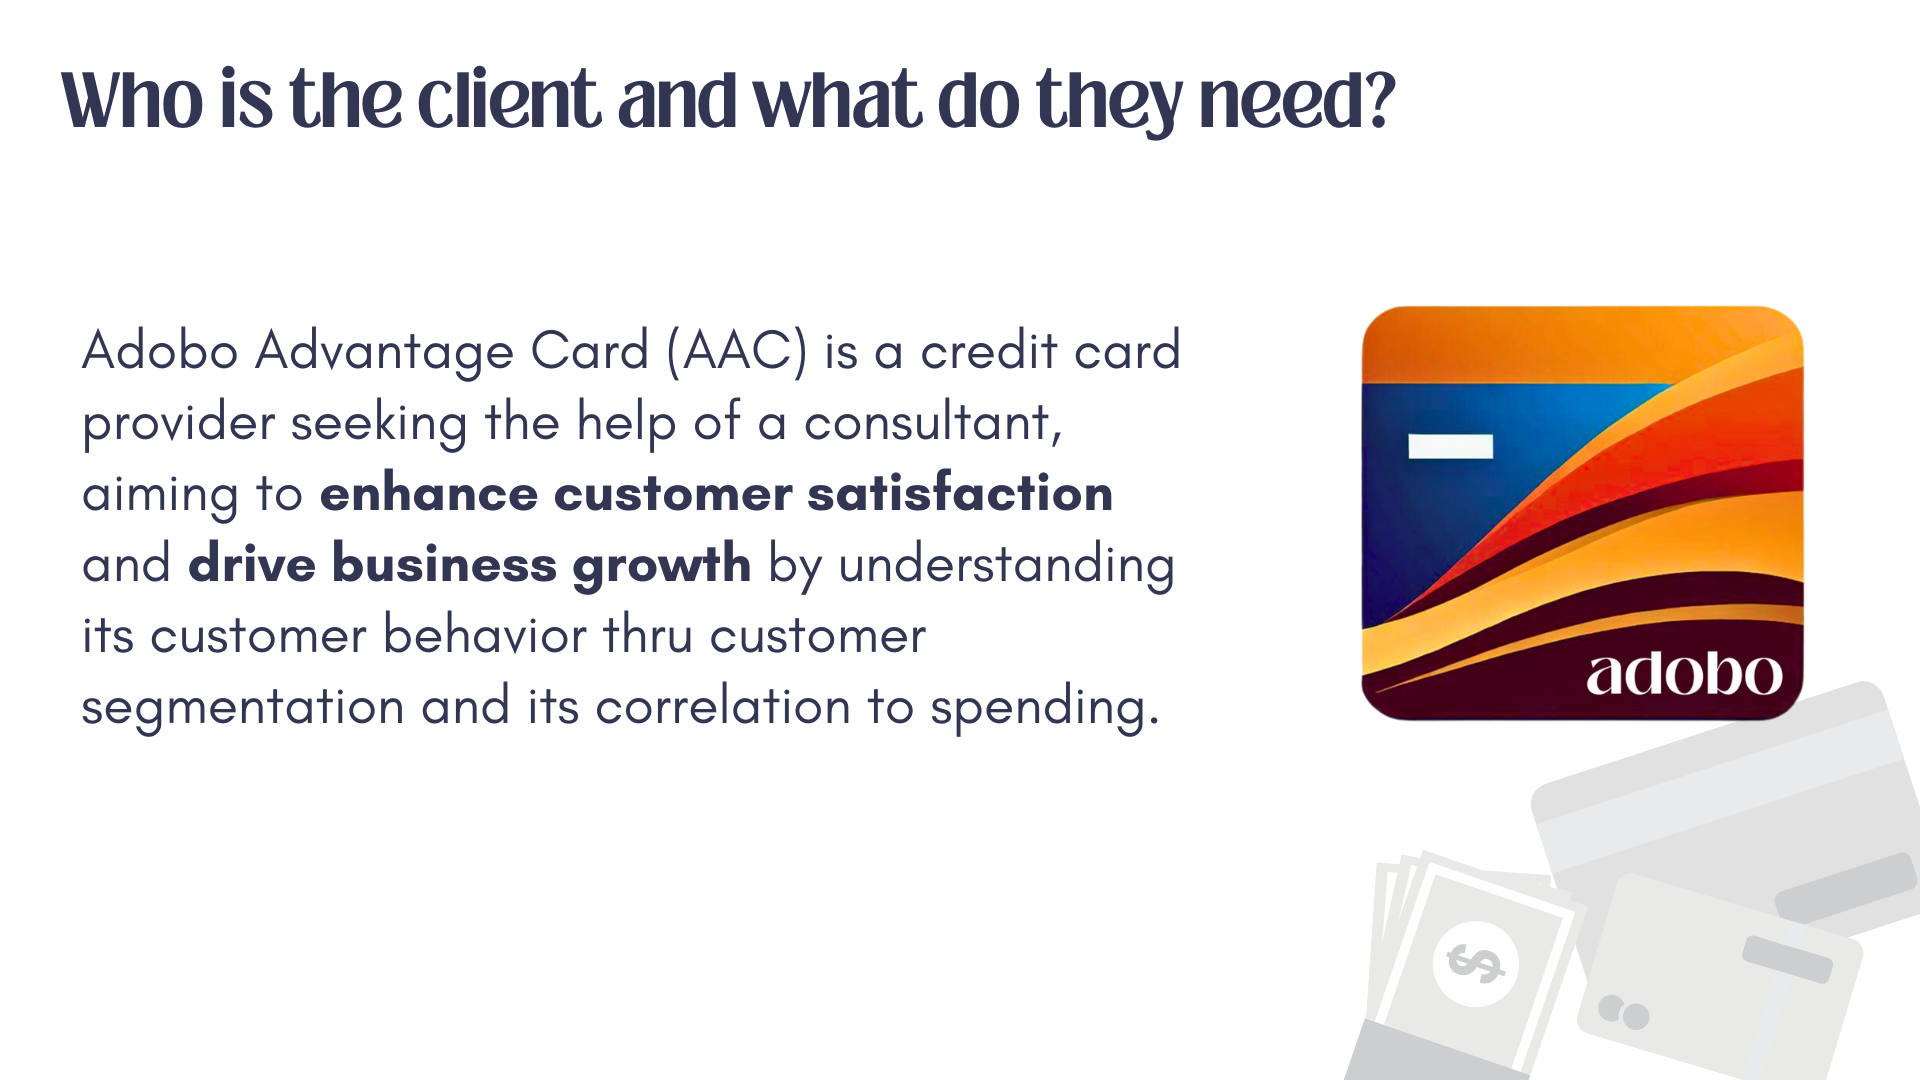 Who is the client and what do they need?
Adobo Advantage Card (AAC) is a credit card
provider seeking the help of a consultant,
aiming to enhance customer satisfaction
and drive business growth by understanding
its customer behavior thru customer
segmentation and its correlation to spending.
adobo
$